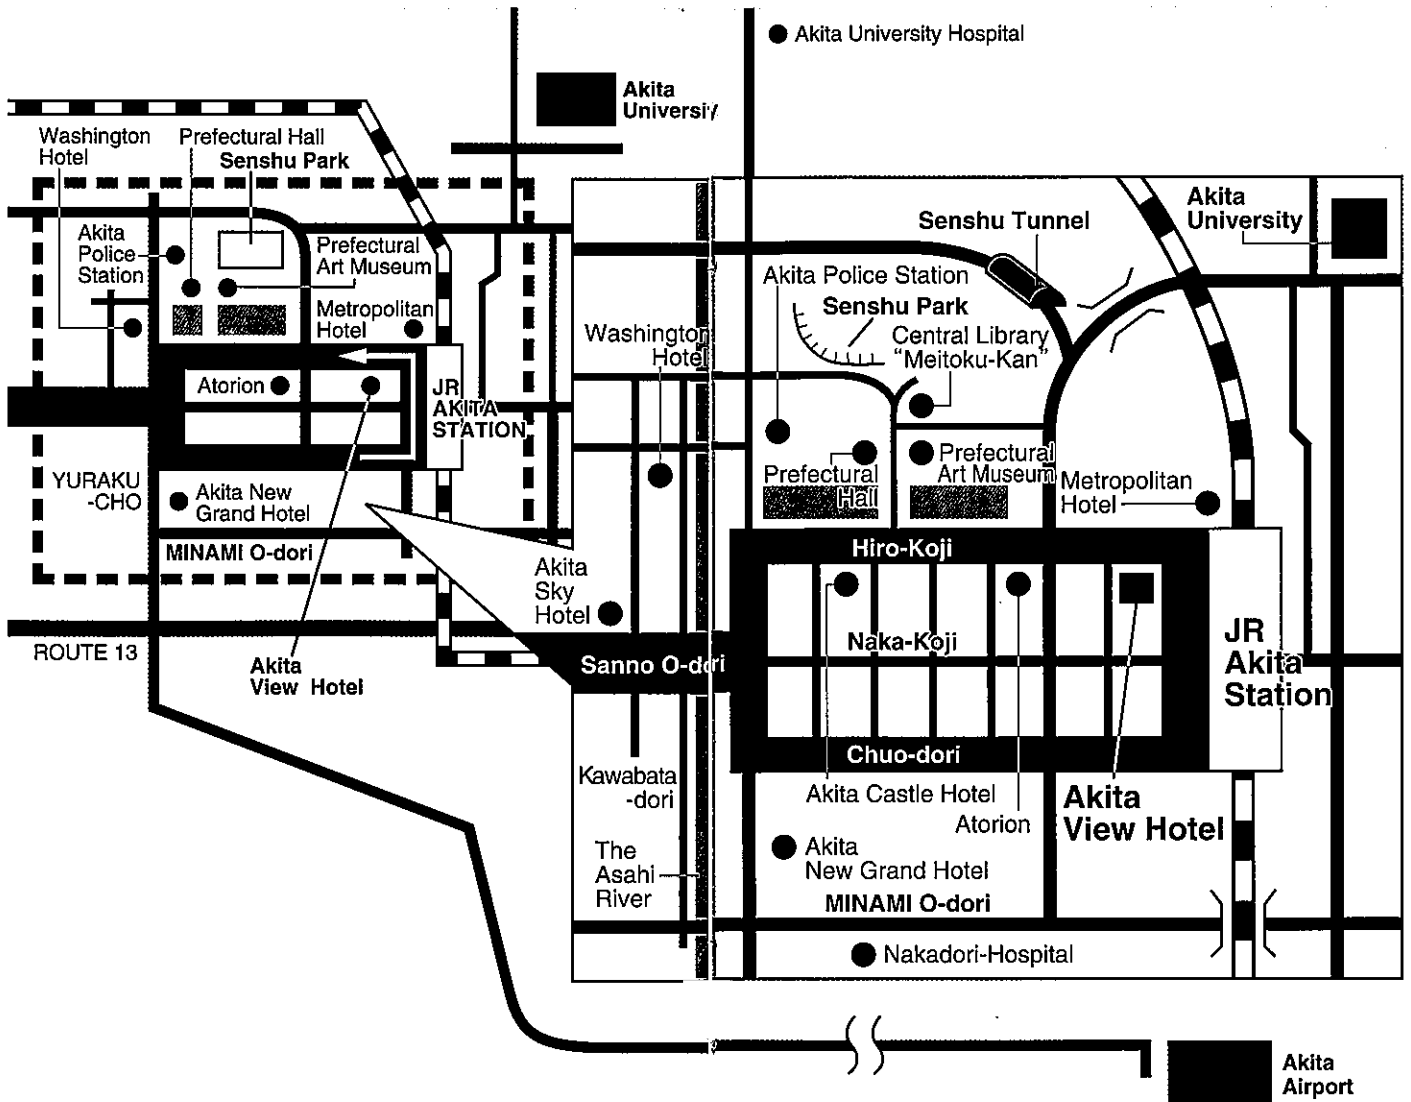 Akita University Hospital
Akita
University
Washington
Hotel
Prefectural Hall
Senshu Park
Akita
Police
Station
Prefectural
Art Museum
Metropolitan
Hotel
Atorion
JR
AKITA
STATION
YURAKU
-CHO
Akita New
Grand Hotel
MINAMI O-dori
ROUTE 13
Akita
View Hotel
Senshu Tunnel
Akita
University
Akita Police Station
Senshu Park
Central Library
"Meitoku-Kan"
Washington
Hotel
Prefectural
Hall
Prefectural
Art Museum
Metropolitan
Hotel
Hiro-Koji
Akita
Sky
Hotel
Naka-Koji
Sanno O-dori
JR
Akita
Station
Chuo-dori
Kawabata
-dori
Akita Castle Hotel
Atorion
Akita
View Hotel
The
Asahi
River
Akita
New Grand Hotel
MINAMI O-dori
Nakadori-Hospital
Akita
Airport